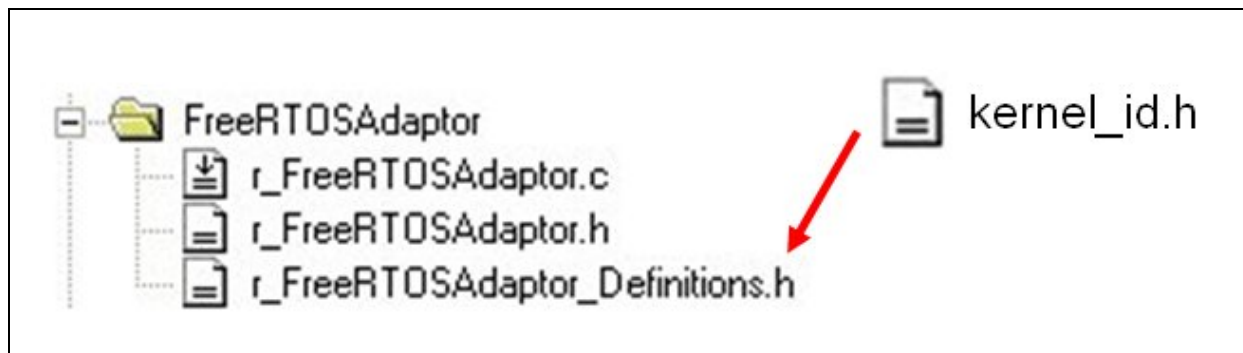 FreeRTOSAdaptor
kernel_id.h
r_FreeRTOSAdaptor.c
r_FreeRTOSAdaptor.h
r_FreeRTOSAdaptor_Definitions.h